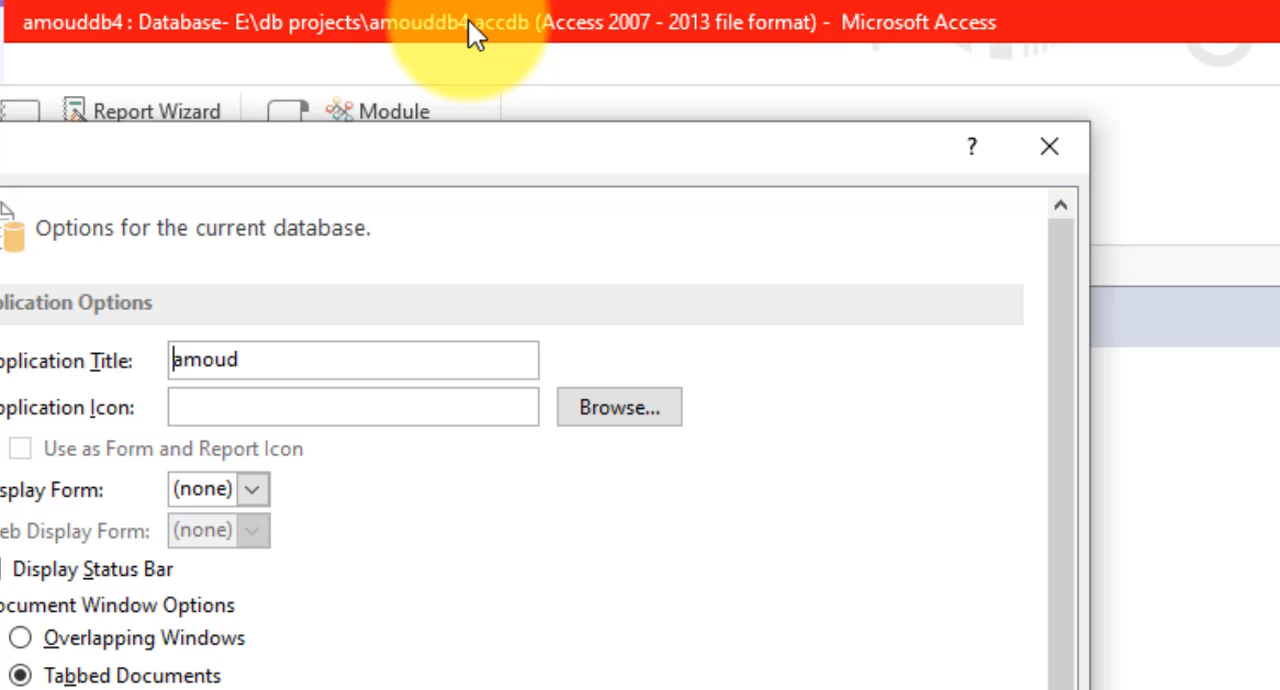 amouddb4 : Database- E:\db projects\amouddb4.accdb (Access 2007 - 2013 file format) - Microsoft Access
Report Wizard
Module
?
Options for the current database.
plication Options
pplication Title:
amoud
pplication Icon:
Browse...
Use as Form and Report Icon
splay Form:
(none)
eb Display Form:
(none)
Display Status Bar
ocument Window Options
Overlapping Windows
Tabbed Documents